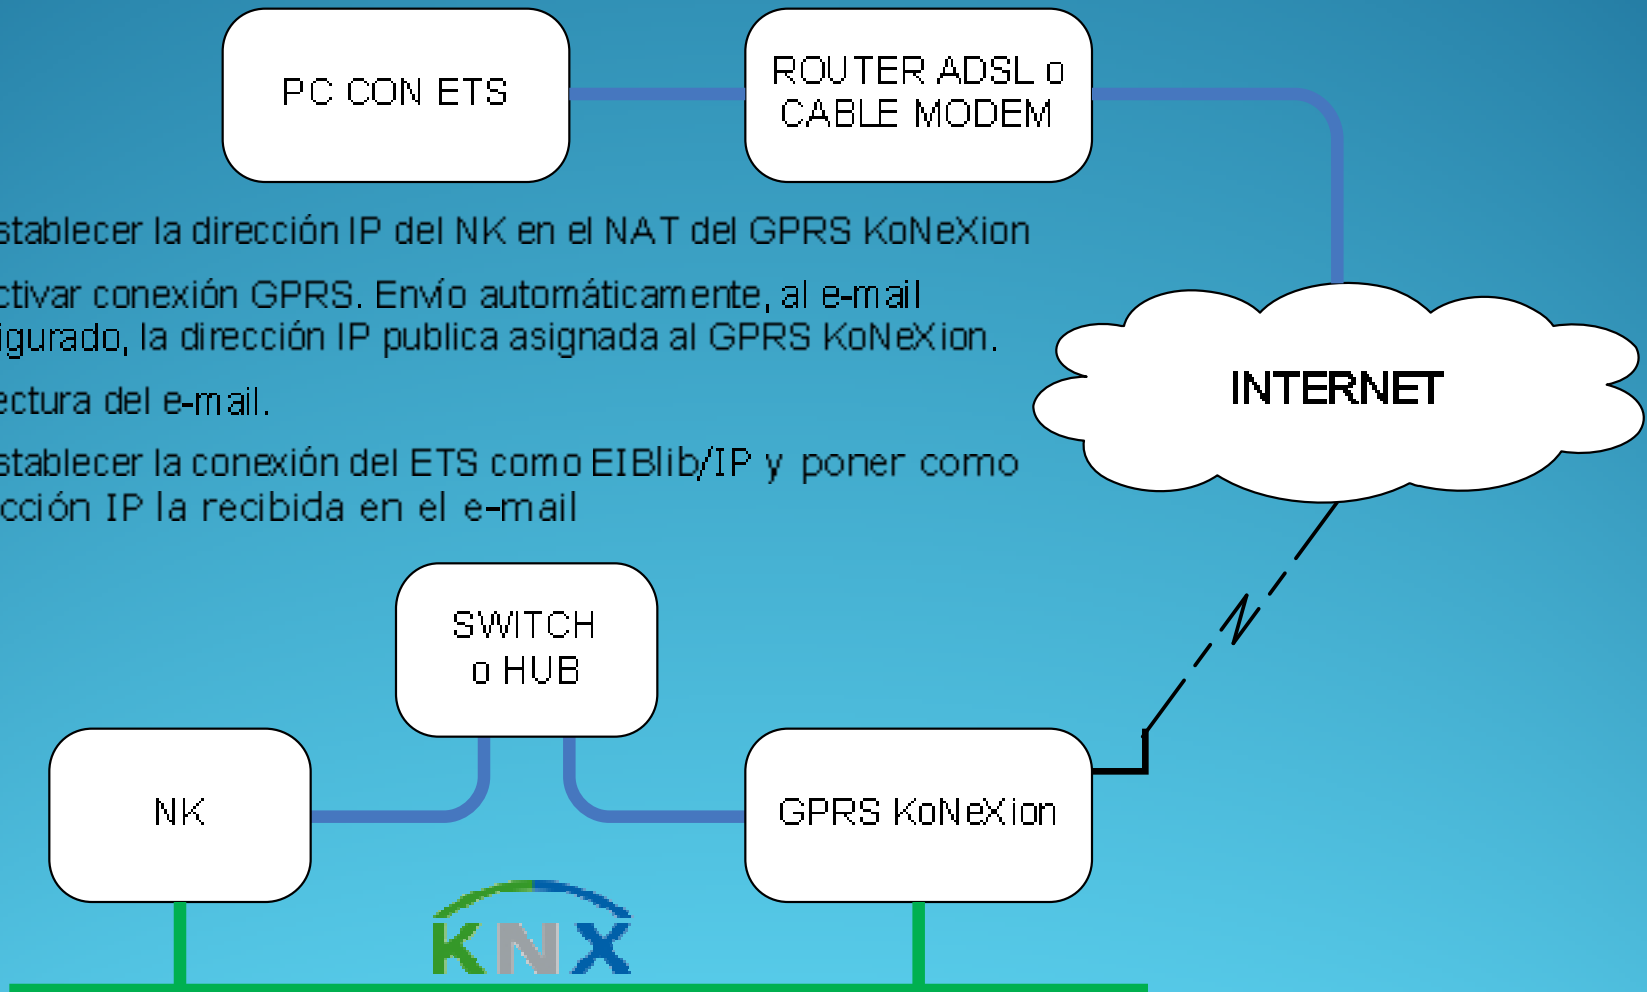 PC CON ETS
ROUTER ADSL o
CABLE MODEM
stablecer la dirección IP del NK en el NAT del GPRS KoNeXion
ctivar conexión GPRS. Envío automáticamente, al e-mail
igurado, la dirección IP publica asignada al GPRS KoNeXion.
ectura del e-mail.
stablecer la conexión del ETS como EIBlib/IP y poner como
cción IP la recibida en el e-mail
INTERNET
SWITCH
o HUB
NK
GPRS KoNeXion
KNX